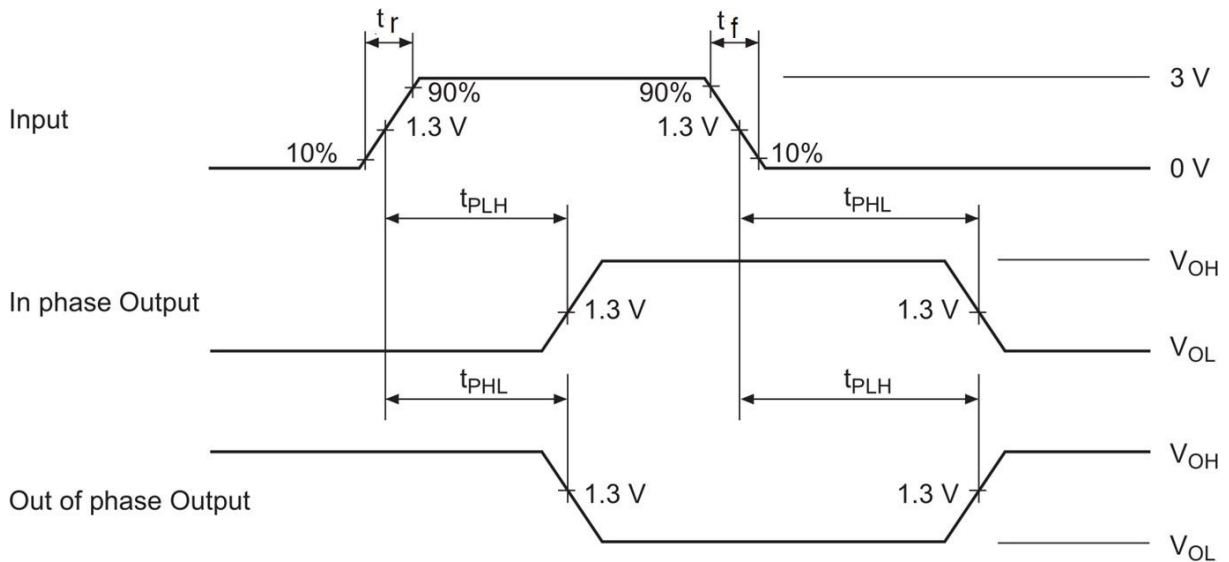 tr
tf
3 V
90%
90%
Input
1.3 V
1.3 V
10%
10%
0 V
tPLH
tPHL
VOH
In phase Output
1.3 V
1.3 V
VOL
tPHL
tPLH
VOH
Out of phase Output
1.3 V
1.3 V
VOL